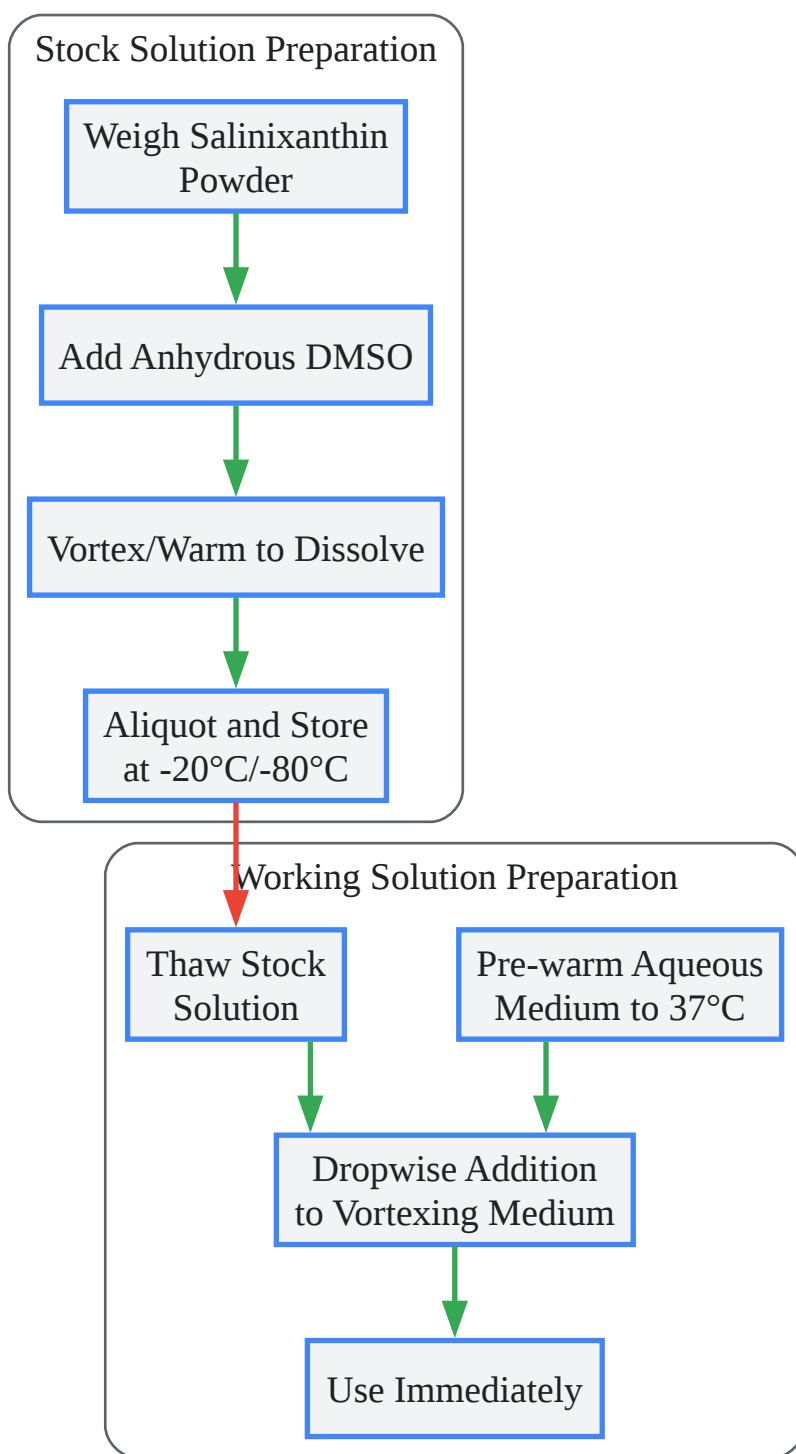 Stock Solution Preparation
Weigh Salinixanthin
Powder
Add Anhydrous DMSO
Vortex/Warm to Dissolve
Aliquot and Store
at -20°C/-80°C
Working Solution Preparation
Thaw Stock
Solution
Pre-warm Aqueous
Medium to 37°C
Dropwise Addition
to Vortexing Medium
Use Immediately